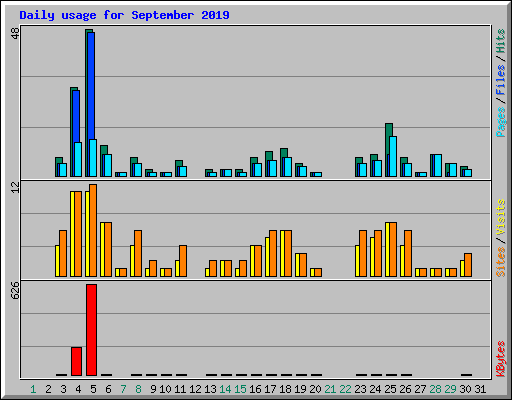 Daily usage for September 2019
48
12
626
Pages / Files / Hits
Sites / Visits
KBytes
1 2 3 4 5 6 7 8 9 10 11 12 13 14 15 16 17 18 19 20 21 22 23 24 25 26 27 28 29 30 31